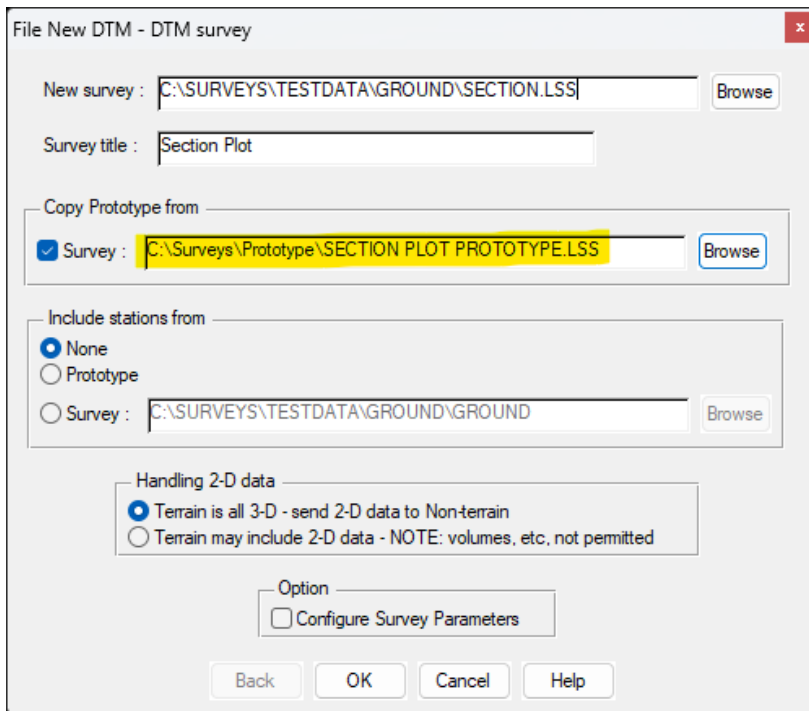 File New DTM - DTM survey
x
New survey : C:\SURVEYS\TESTDATA\GROUND\SECTION.LSS Browse
Survey title : Section Plot
Copy Prototype from
Survey : C:\Surveys\Prototype\SECTION PLOT PROTOTYPE.LSS Browse
Include stations from
None
Prototype
Survey : C:\SURVEYS\TESTDATA\GROUND\GROUND Browse
Handling 2-D data
Terrain is all 3-D - send 2-D data to Non-terrain
Terrain may include 2-D data - NOTE: volumes, etc, not permitted
Option
Configure Survey Parameters
Back OK Cancel Help